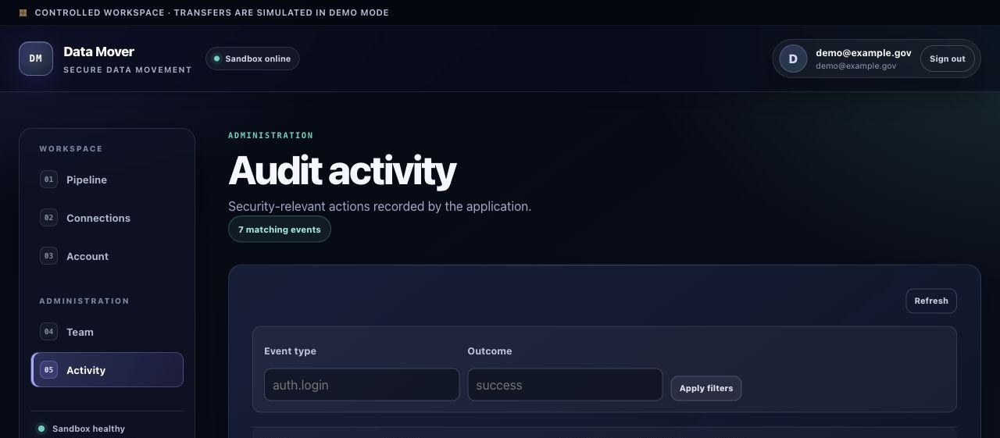 CONTROLLED WORKSPACE · TRANSFERS ARE SIMULATED IN DEMO MODE
DM
Data Mover
SECURE DATA MOVEMENT
Sandbox online
D
demo@example.gov
demo@example.gov
Sign out
WORKSPACE
01 Pipeline
02 Connections
03 Account
ADMINISTRATION
04 Team
05 Activity
Sandbox healthy
ADMINISTRATION
Audit activity
Security-relevant actions recorded by the application.
7 matching events
Refresh
Event type
Outcome
auth.login
success
Apply filters